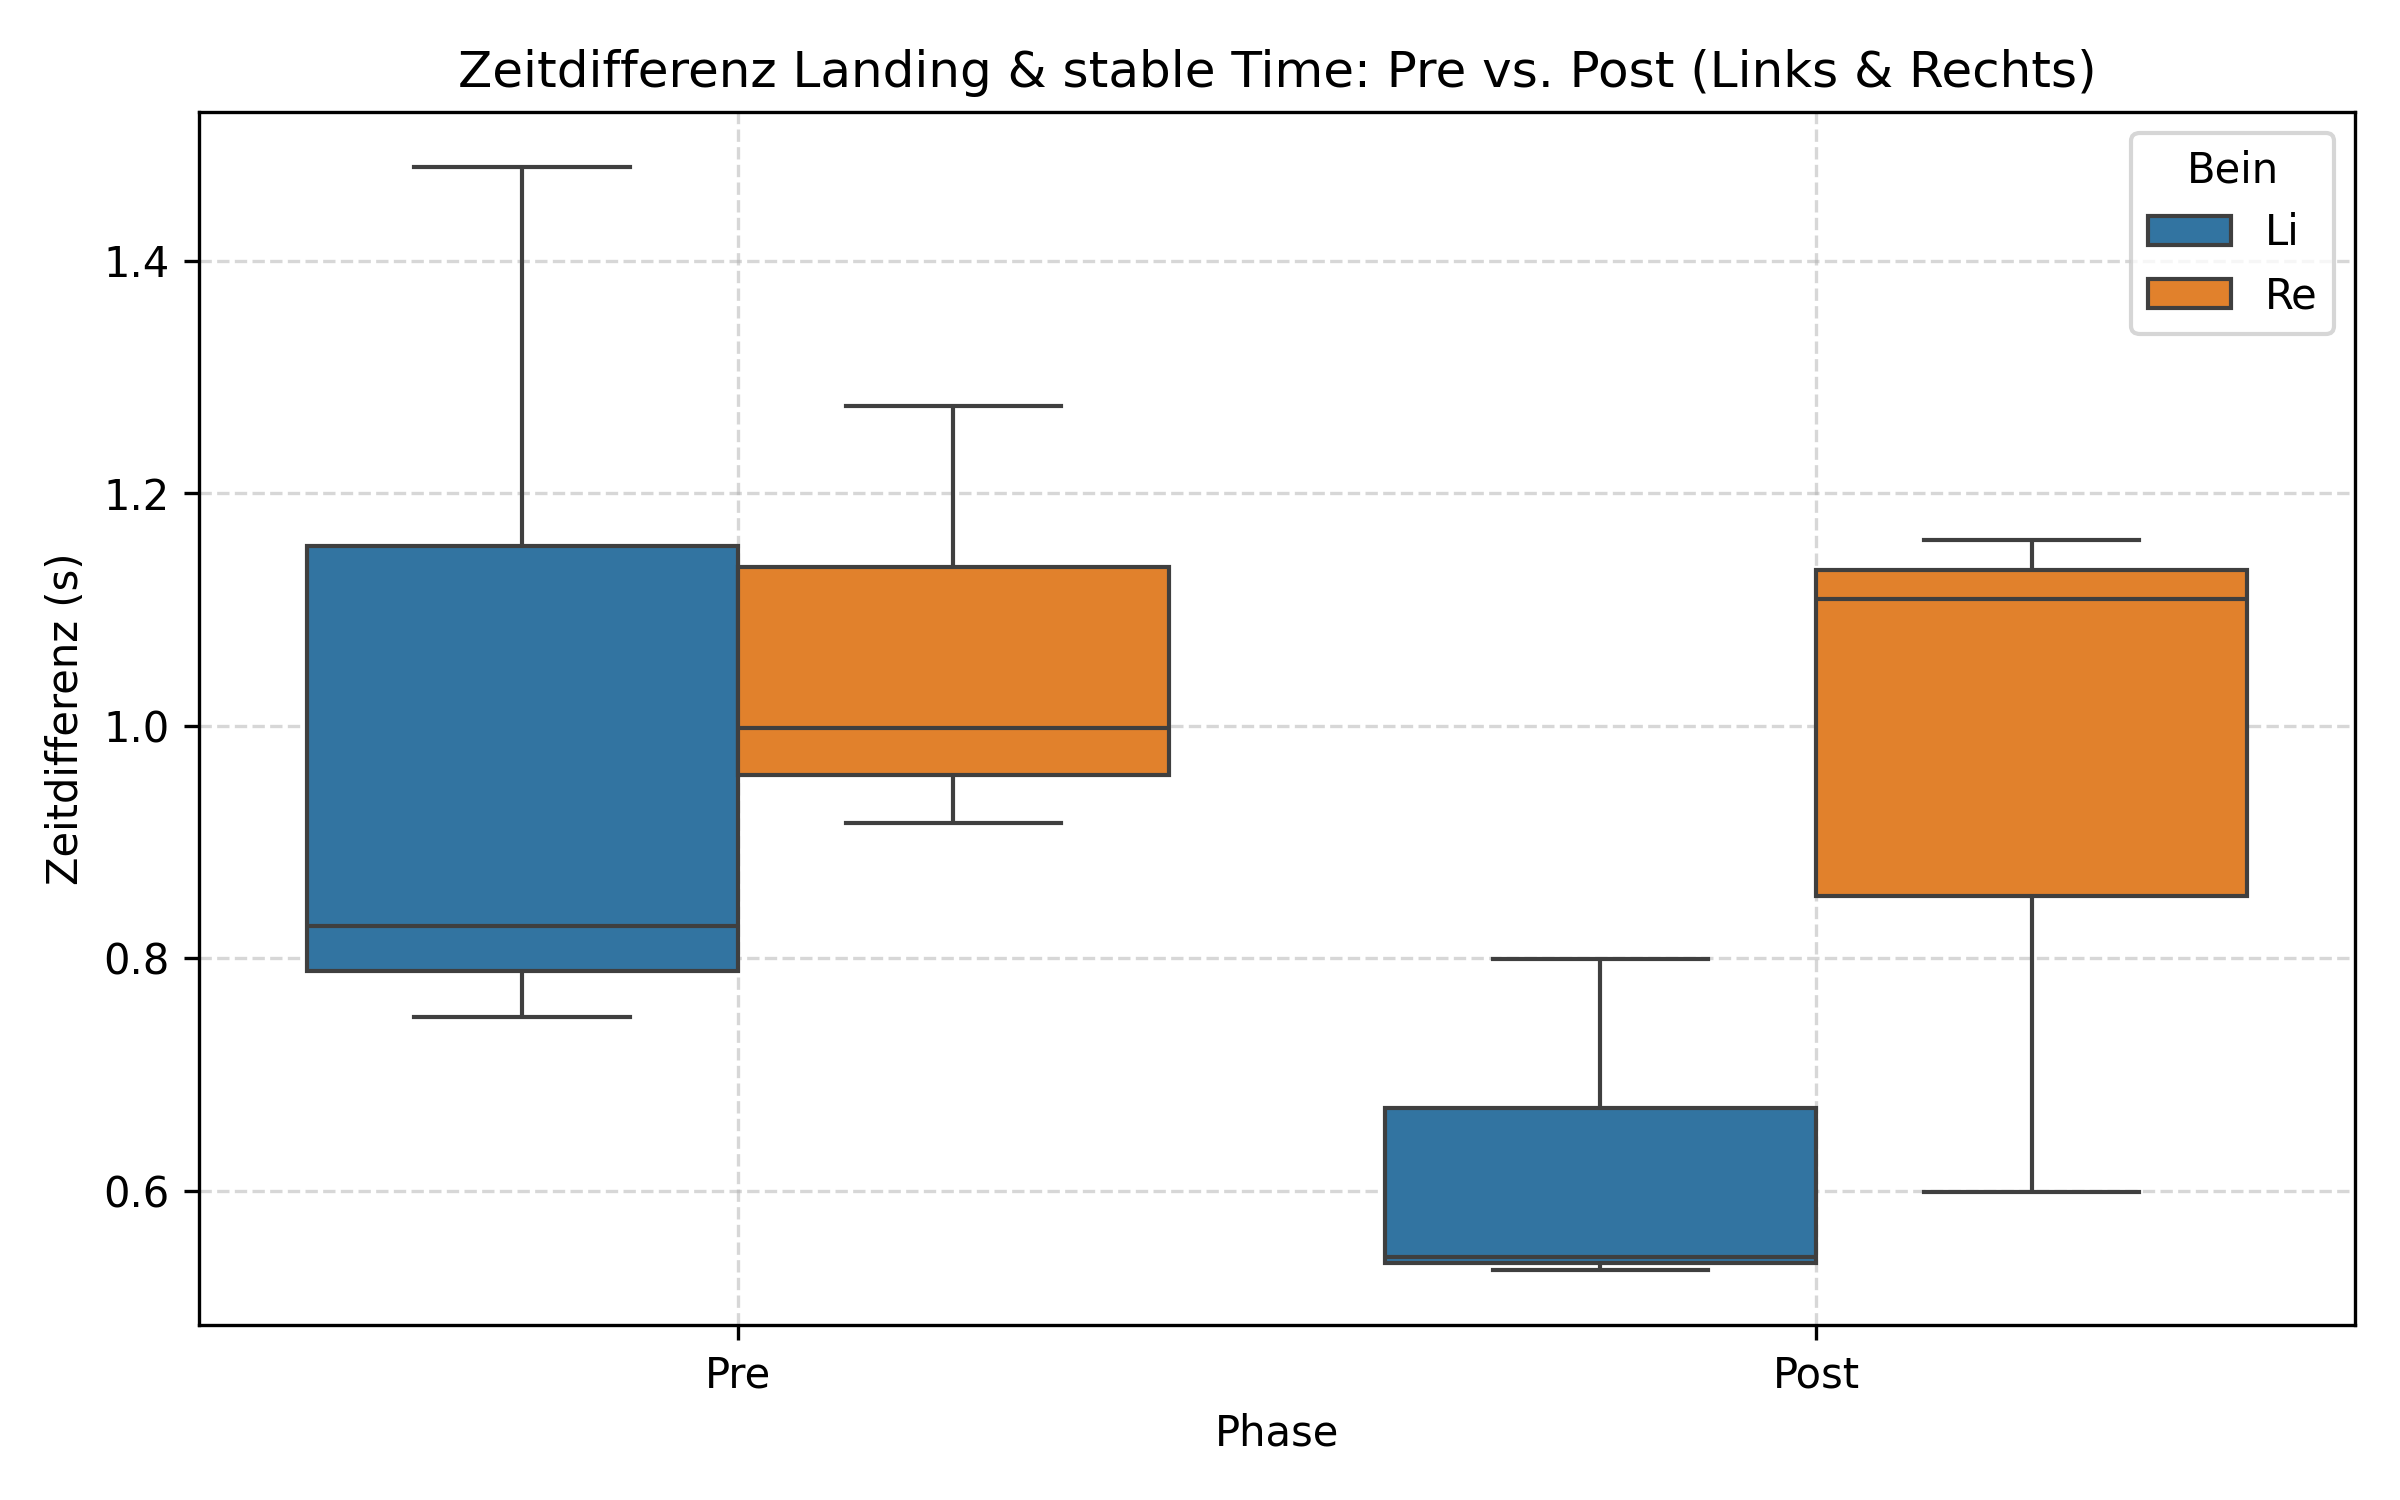 Zeitdifferenz Landing & stable Time: Pre vs. Post (Links & Rechts)
Bein
Li
Re
Zeitdifferenz (s)
1.4
1.2
1.0
0.8
0.6
Pre
Post
Phase